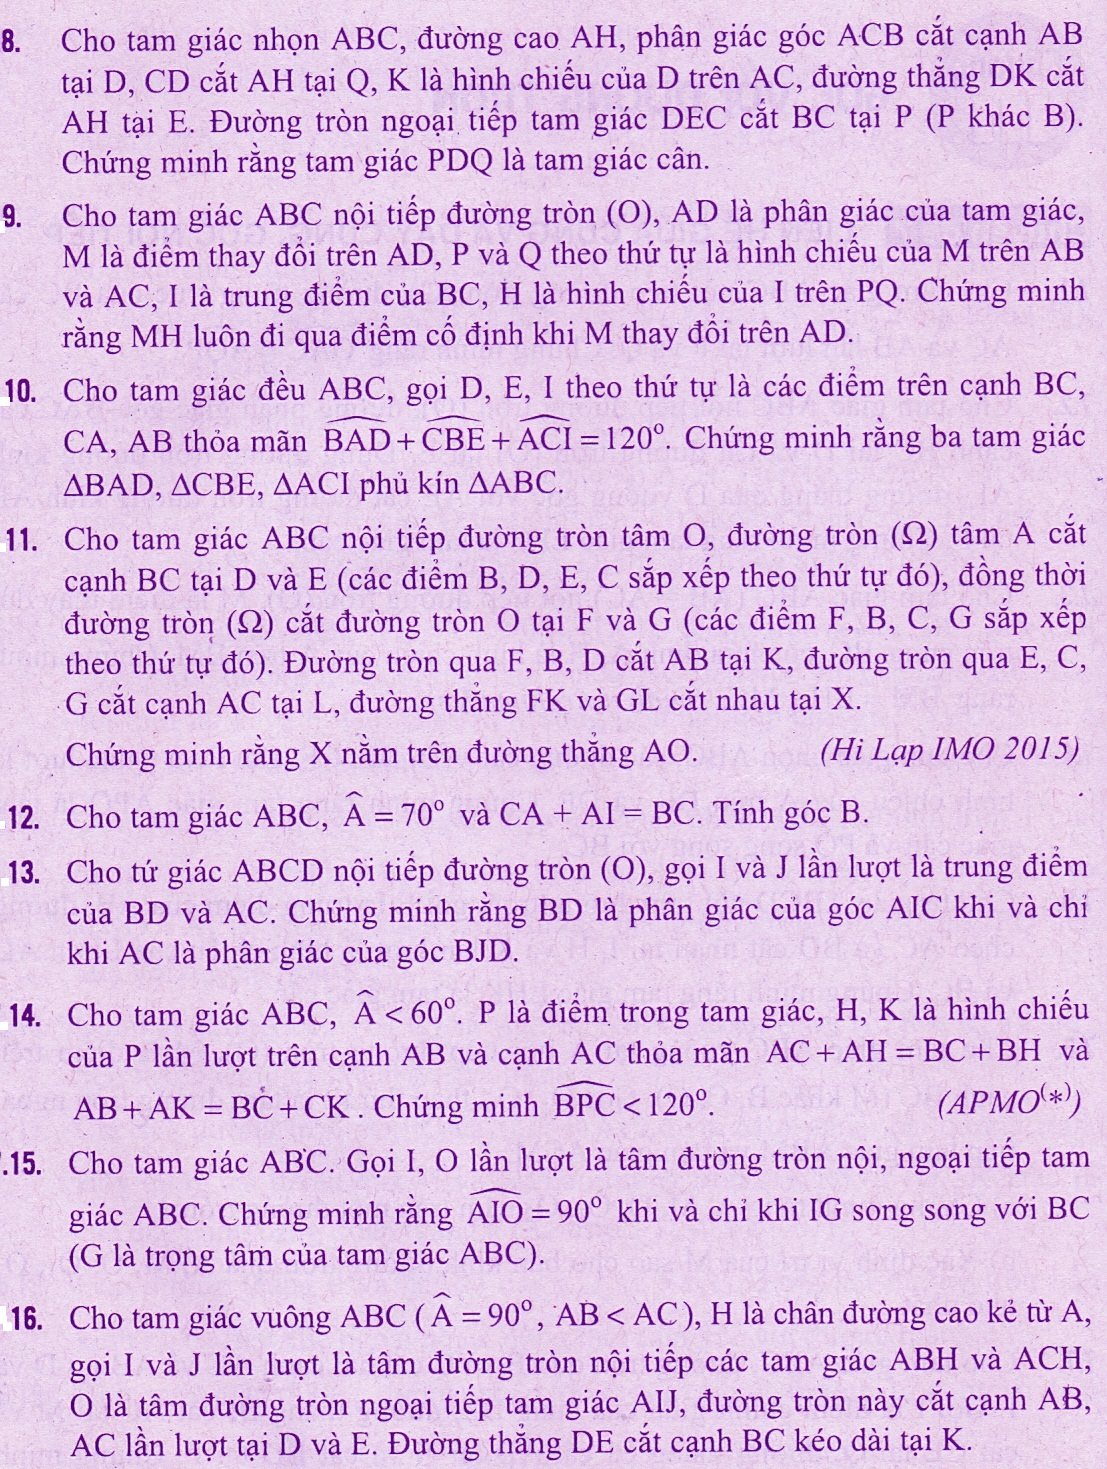 8. Cho tam giác nhọn ABC, đường cao AH, phân giác góc ACB cắt cạnh AB
tại D, CD cắt AH tại Q, K là hình chiếu của D trên AC, đường thẳng DK cắt
AH tại E. Đường tròn ngoại tiếp tam giác DEC cắt BC tại P (P khác B).
Chứng minh rằng tam giác PDQ là tam giác cân.
9. Cho tam giác ABC nội tiếp đường tròn (O), AD là phân giác của tam giác,
M là điểm thay đổi trên AD, P và Q theo thứ tự là hình chiếu của M trên AB
và AC, I là trung điểm của BC, H là hình chiếu của I trên PQ. Chứng minh
rằng MH luôn đi qua điểm cố định khi M thay đổi trên AD.
10. Cho tam giác đều ABC, gọi D, E, I theo thứ tự là các điểm trên cạnh BC,
CA, AB thỏa mãn $\widehat{BAD} + \widehat{CBE} + \widehat{ACI} = 120^o$. Chứng minh rằng ba tam giác
ΔBAD, ΔCBE, ΔACI phủ kín ΔABC.
11. Cho tam giác ABC nội tiếp đường tròn tâm O, đường tròn (Ω) tâm A cắt
cạnh BC tại D và E (các điểm B, D, E, C sắp xếp theo thứ tự đó), đồng thời
đường tròn (Ω) cắt đường tròn O tại F và G (các điểm F, B, C, G sắp xếp
theo thứ tự đó). Đường tròn qua F, B, D cắt AB tại K, đường tròn qua E, C,
G cắt cạnh AC tại L, đường thẳng FK và GL cắt nhau tại X.
Chứng minh rằng X nằm trên đường thẳng AO. (Hi Lạp IMO 2015)
12. Cho tam giác ABC, $\widehat{A} = 70^o$ và CA + AI = BC. Tính góc B.
13. Cho tứ giác ABCD nội tiếp đường tròn (O), gọi I và J lần lượt là trung điểm
của BD và AC. Chứng minh rằng BD là phân giác của góc AIC khi và chỉ
khi AC là phân giác của góc BJD.
14. Cho tam giác ABC, $\widehat{A} < 60^o$. P là điểm trong tam giác, H, K là hình chiếu
của P lần lượt trên cạnh AB và cạnh AC thỏa mãn AC + AH = BC + BH và
AB + AK = BC + CK. Chứng minh $\widehat{BPC} < 120^o$. (APMO(*))
.15. Cho tam giác ABC. Gọi I, O lần lượt là tâm đường tròn nội, ngoại tiếp tam
giác ABC. Chứng minh rằng $\widehat{AIO} = 90^o$ khi và chỉ khi IG song song với BC
(G là trọng tâm của tam giác ABC).
16. Cho tam giác vuông ABC ($\widehat{A} = 90^o$, AB < AC), H là chân đường cao kẻ từ A,
gọi I và J lần lượt là tâm đường tròn nội tiếp các tam giác ABH và ACH,
O là tâm đường tròn ngoại tiếp tam giác AIJ, đường tròn này cắt cạnh AB,
AC lần lượt tại D và E. Đường thẳng DE cắt cạnh BC kéo dài tại K.